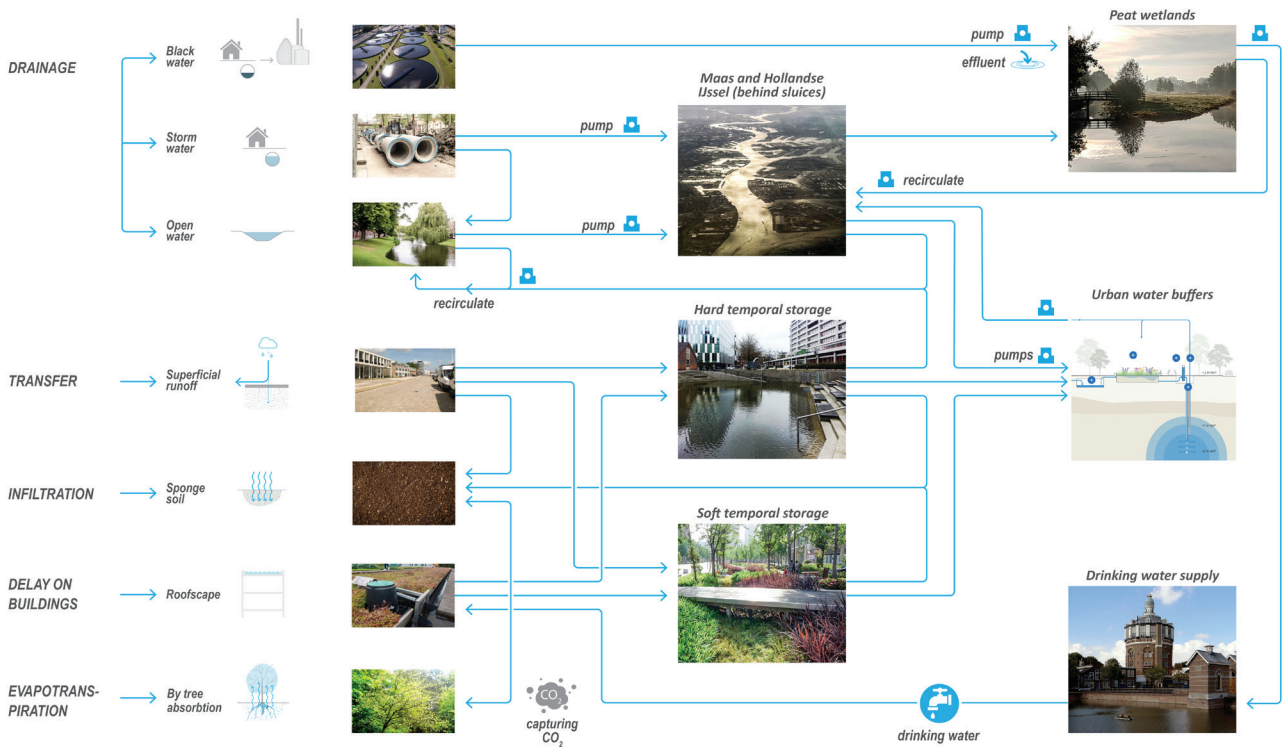 DRAINAGE
Black
water
Storm
water
Open
water
pump
effluent
Peat wetlands
Maas and Hollandse
IJssel (behind sluices)
pump
recirculate
pump
recirculate
Hard temporal storage
Urban water buffers
pumps
TRANSFER
Superficial
runoff
INFILTRATION
Sponge
soil
Soft temporal storage
DELAY ON
BUILDINGS
Roofscape
Drinking water supply
EVAPOTRANS-
PIRATION
By tree
absorbtion
CO₂
capturing
CO₂
drinking water